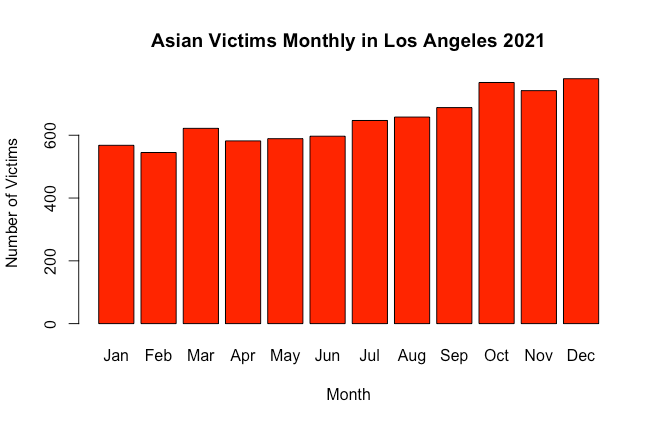 Asian Victims Monthly in Los Angeles 2021
Number of Victims
600
400
200
0
Jan Feb Mar Apr May Jun Jul Aug Sep Oct Nov Dec
Month